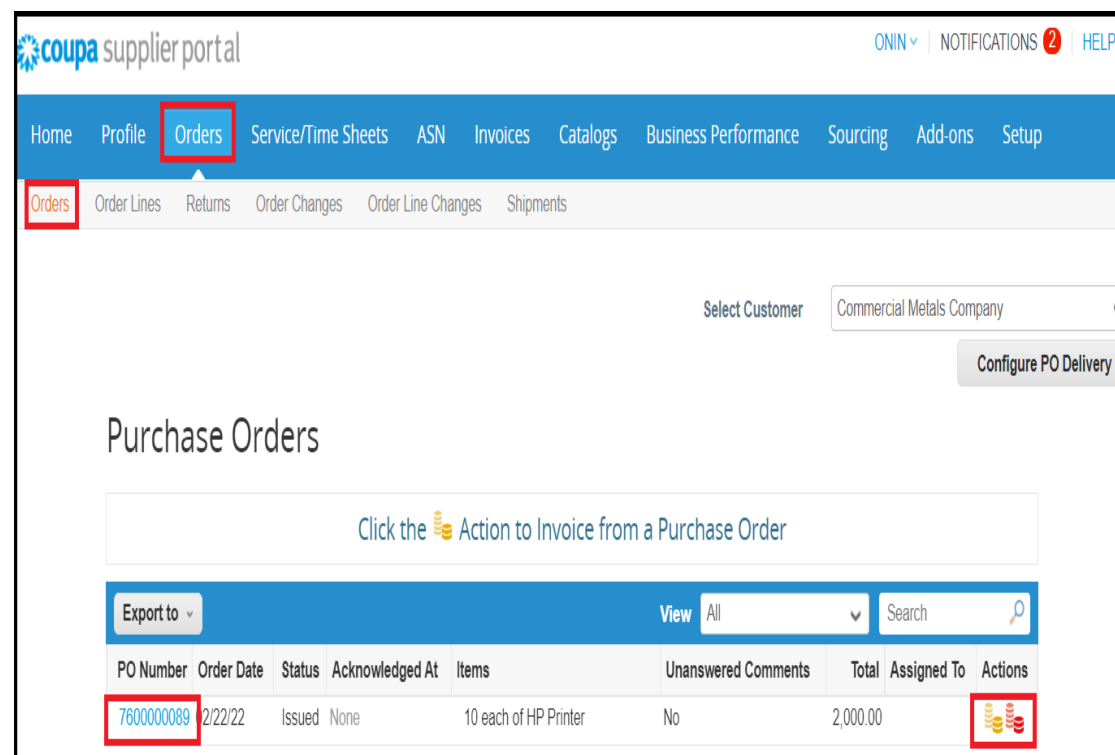 coupa supplier portal
ONIN NOTIFICATIONS 2 HELP
Home Profile Orders Service/Time Sheets ASN Invoices Catalogs Business Performance Sourcing Add-ons Setup
Orders Order Lines Returns Order Changes Order Line Changes Shipments
Select Customer Commercial Metals Company
Configure PO Delivery
Purchase Orders
Click the Action to Invoice from a Purchase Order
Export to View All Search
PO Number Order Date Status Acknowledged At Items Unanswered Comments Total Assigned To Actions
7600000089 02/22/22 Issued None 10 each of HP Printer No 2,000.00